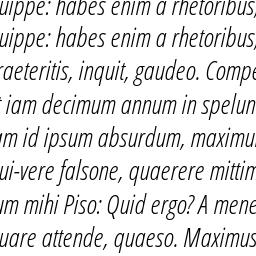 uippe: habes enim a rhetoribus,
uippe: habes enim a rhetoribus,
raeteritis, inquit, gaudeo. Compe
t iam decimum annum in spelun
am id ipsum absurdum, maximu
ui-vere falsone, quaerere mittim
um mihi Piso: Quid ergo? A mene
uare attende, quaeso. Maximus